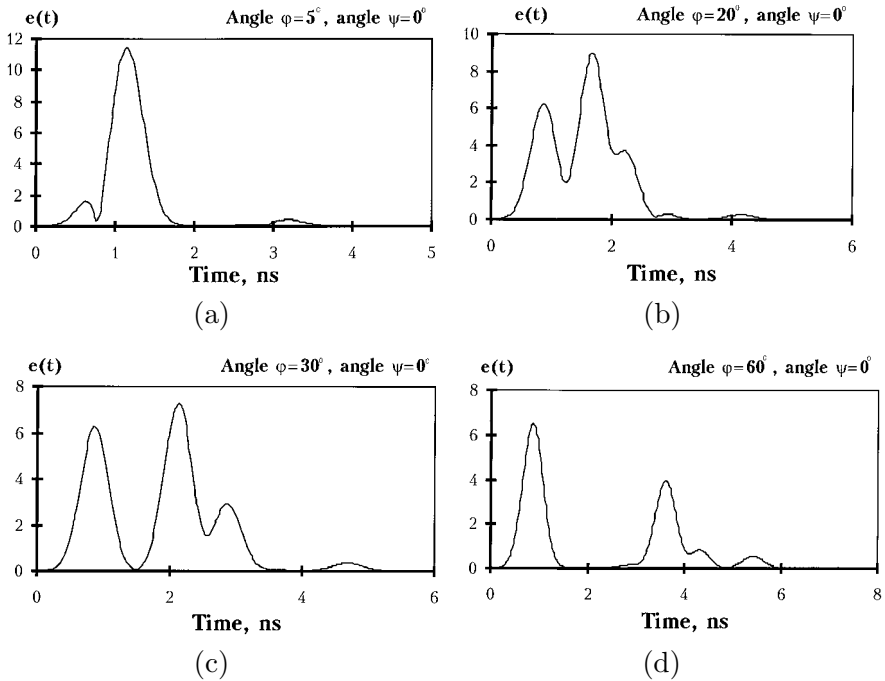 e(t) Angle φ=5°, angle ψ=0°
12
10
8
6
4
2
0
0 1 2 3 4 5
Time, ns
(a)
e(t) Angle φ=20°, angle ψ=0°
10
8
6
4
2
0
0 2 4 6
Time, ns
(b)
e(t) Angle φ=30°, angle ψ=0°
8
6
4
2
0
0 2 4 6
Time, ns
(c)
e(t) Angle φ=60°, angle ψ=0°
8
6
4
2
0
0 2 4 6 8
Time, ns
(d)